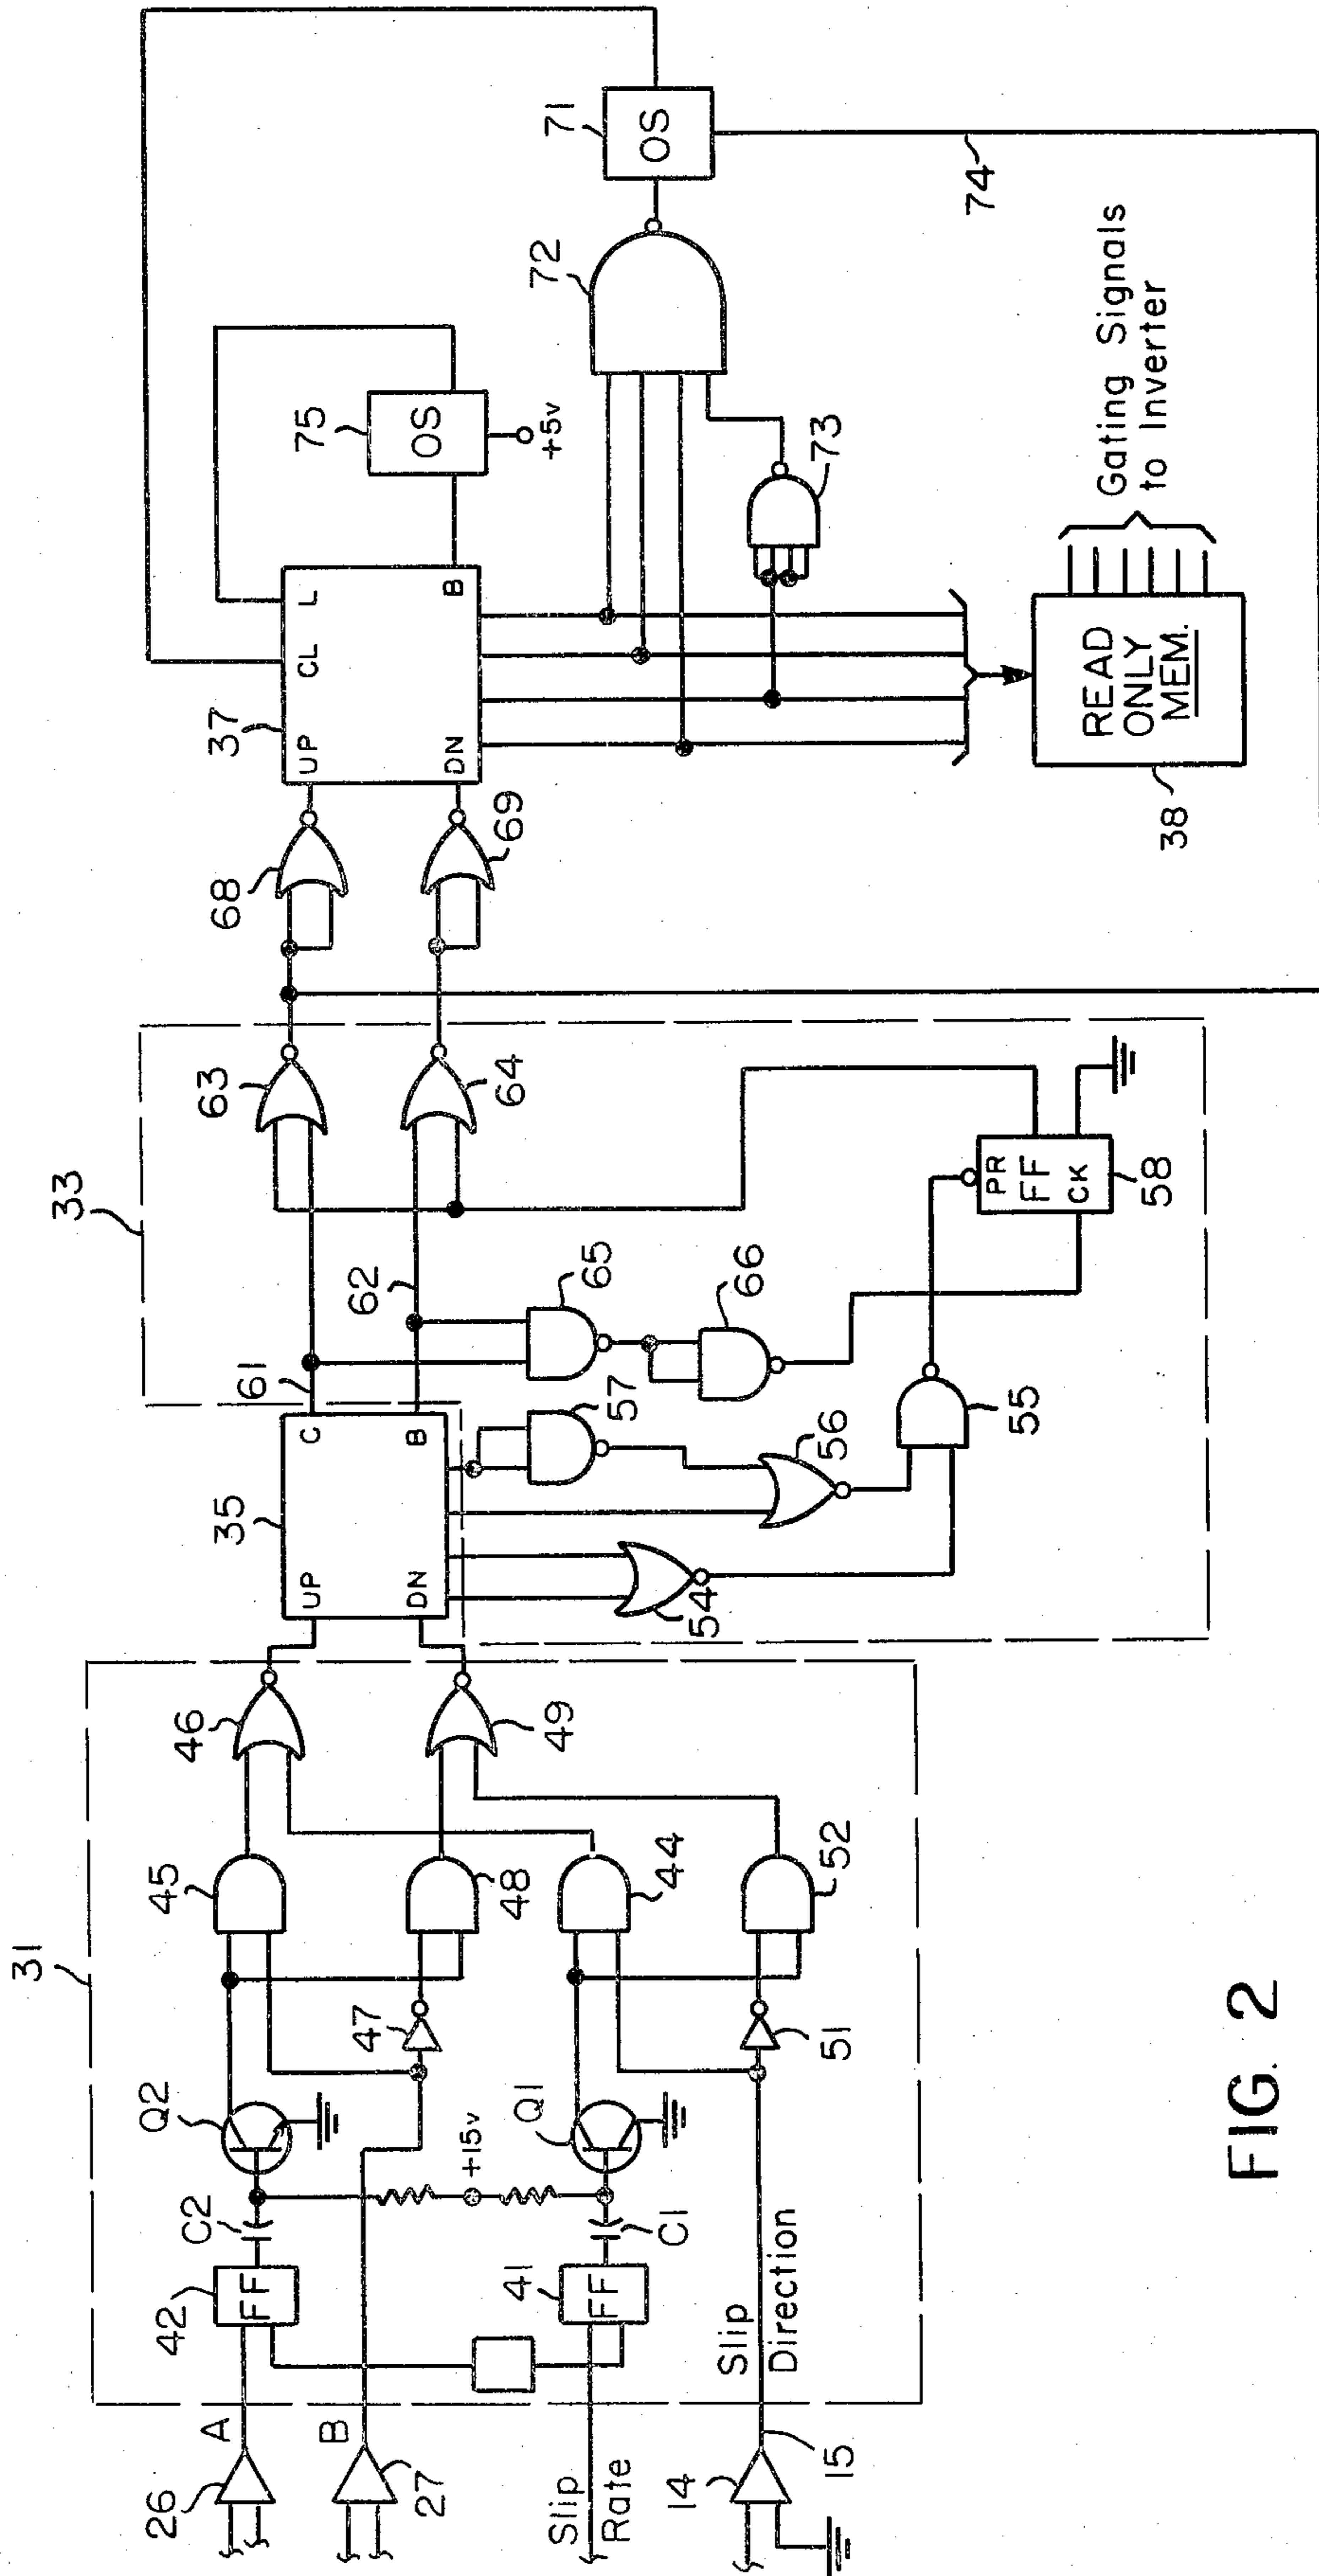 31
26
A
42
FF
C2
Q2
45
46
B
27
47
48
49
+15v
Slip
Rate
41
FF
C1
Q1
44
14
15
Slip
Direction
51
52
33
35
UP
DN
C
B
61
62
63
64
54
55
56
57
65
66
PR
FF
CK
58
68
69
37
UP
CL
L
DN
B
75
OS
+5v
72
73
71
OS
74
READ
ONLY
MEM.
38
Gating Signals
to Inverter
FIG. 2